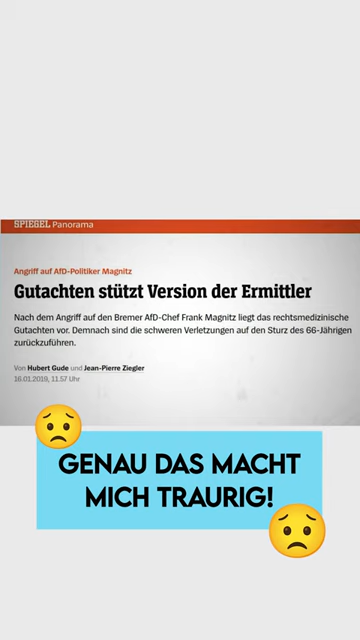 SPIEGEL Panorama
Angriff auf AfD-Politiker Magnitz
Gutachten stützt Version der Ermittler
Nach dem Angriff auf den Bremer AfD-Chef Frank Magnitz liegt das rechtsmedizinische
Gutachten vor. Demnach sind die schweren Verletzungen auf den Sturz des 66-Jährigen
zurückzuführen.
Von Hubert Gude und Jean-Pierre Ziegler
16.01.2019, 11.57 Uhr
GENAU DAS MACHT
MICH TRAURIG!